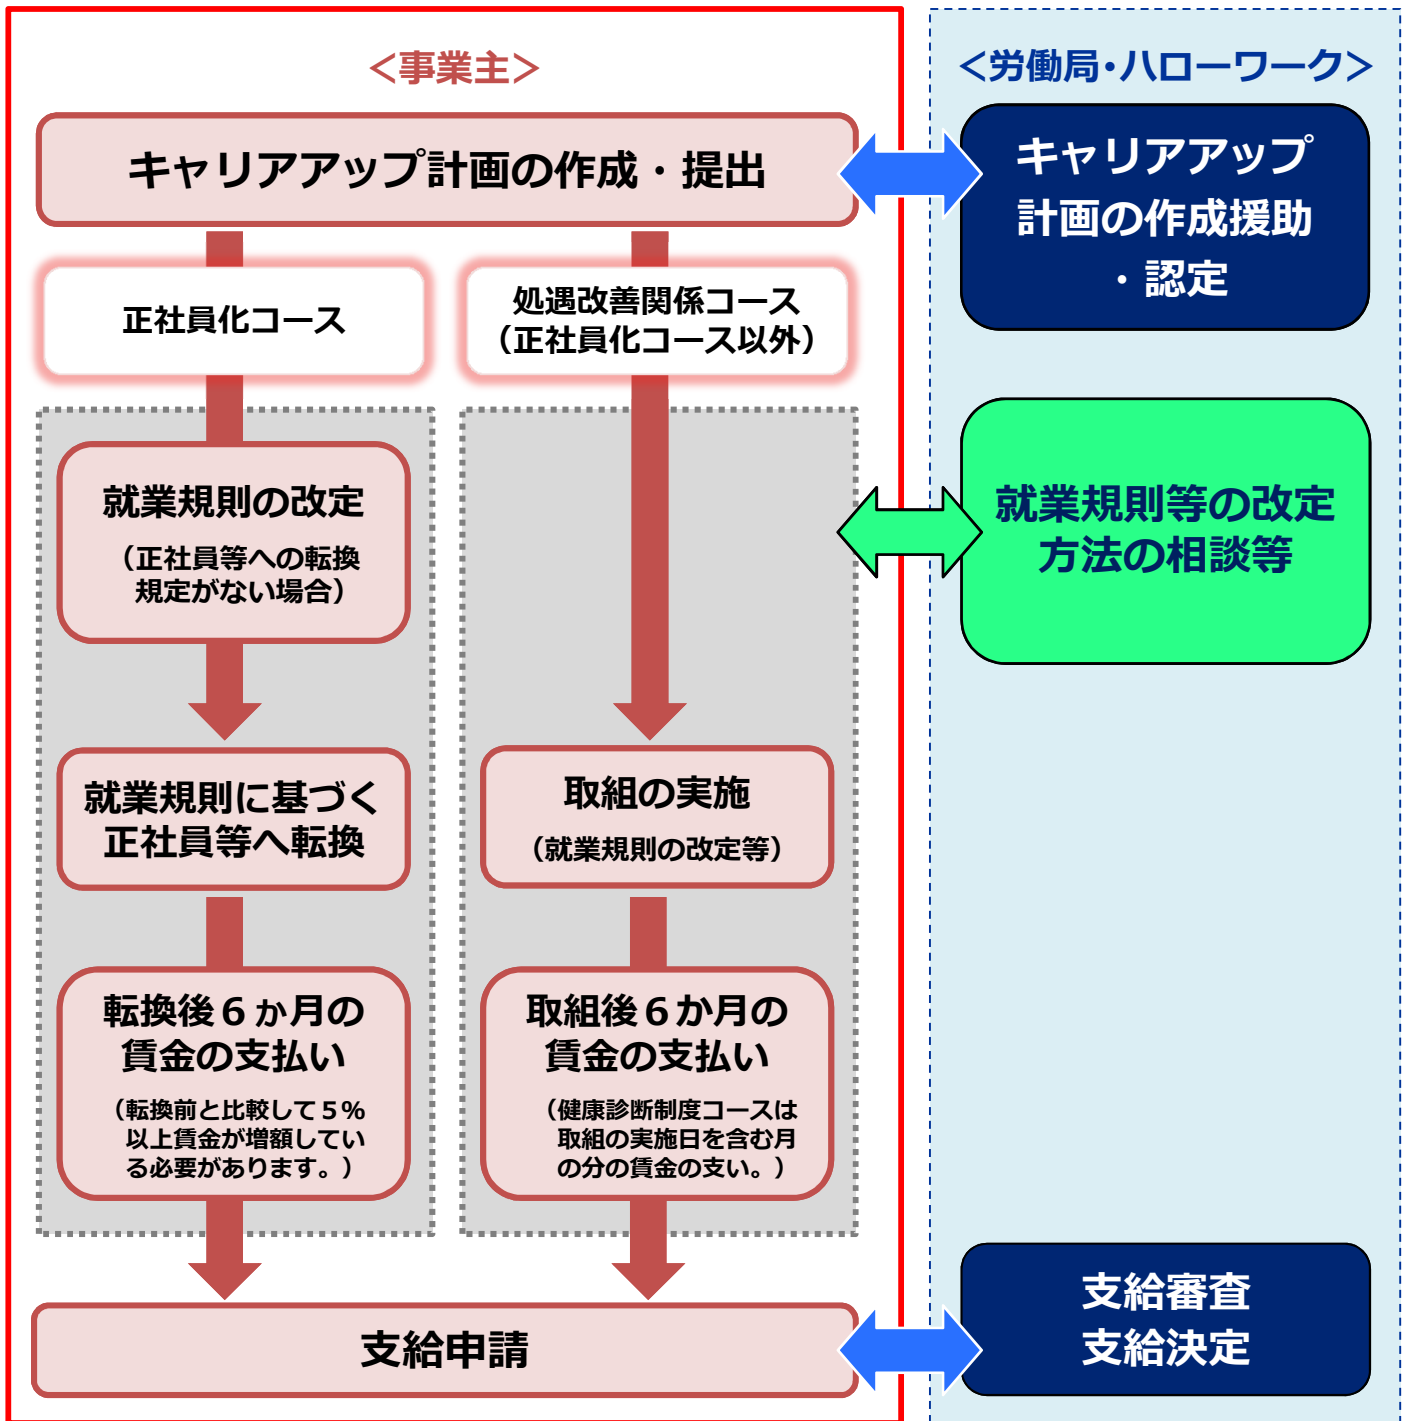 ＜事業主＞
キャリアアップ計画の作成・提出
正社員化コース
処遇改善関係コース
（正社員化コース以外）
就業規則の改定
（正社員等への転換
規定がない場合）
就業規則に基づく
正社員等へ転換
転換後６か月の
賃金の支払い
（転換前と比較して５％
以上賃金が増額してい
る必要があります。）
取組の実施
（就業規則の改定等）
取組後６か月の
賃金の支払い
（健康診断制度コースは
取組の実施日を含む月
の分の賃金の支い。）
支給申請
＜労働局・ハローワーク＞
キャリアアップ
計画の作成援助
・認定
就業規則等の改定
方法の相談等
支給審査
支給決定